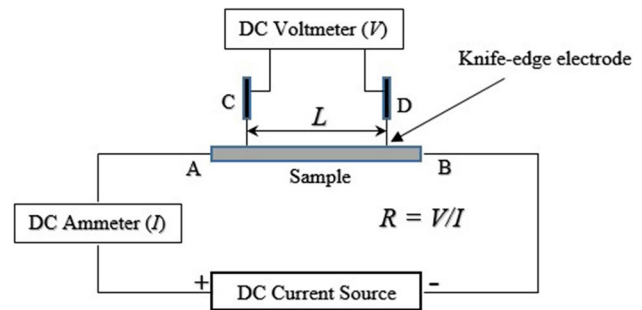 DC Voltmeter (V)
Knife-edge electrode
C
D
L
A
B
Sample
DC Ammeter (I)
R = V/I
+
DC Current Source
-